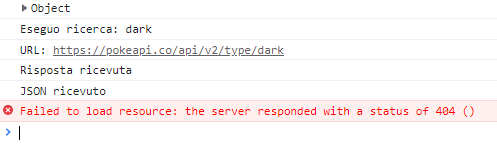 Object
Eseguo ricerca: dark
URL: https://pokeapi.co/api/v2/type/dark
Risposta ricevuta
JSON ricevuto
Failed to load resource: the server responded with a status of 404 ()